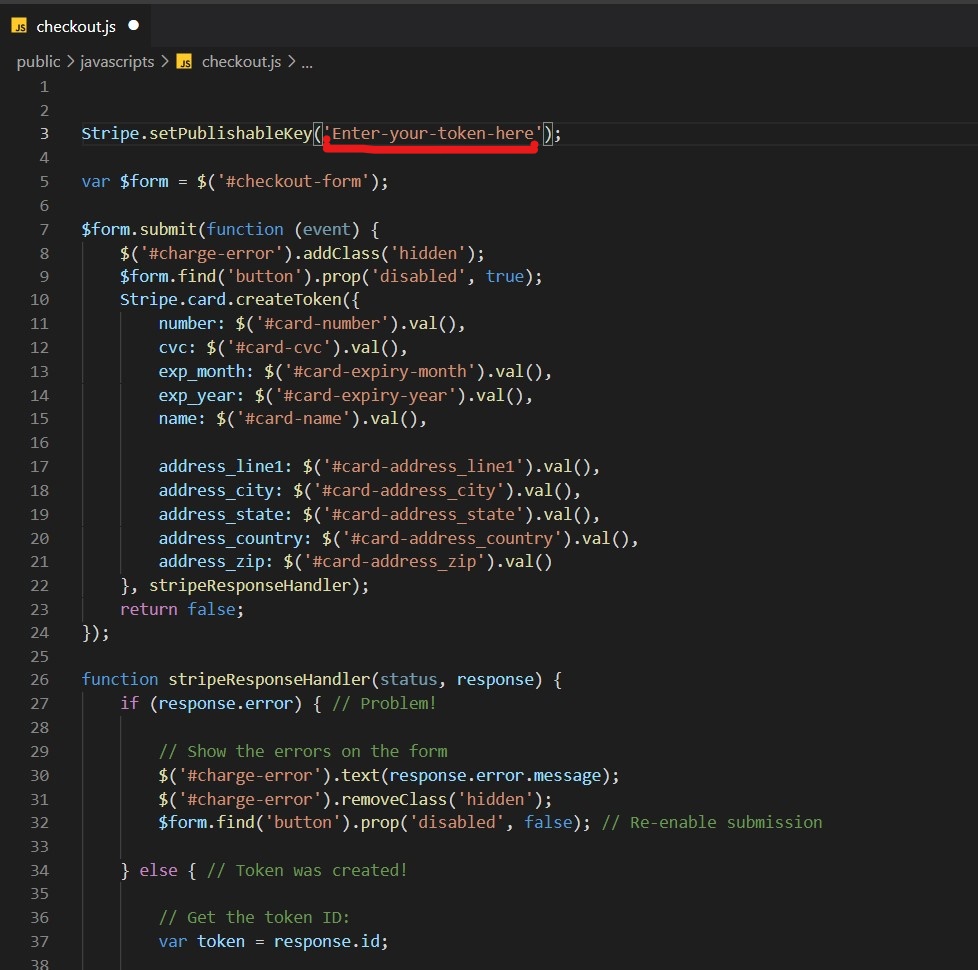 JS checkout.js
public > javascripts > JS checkout.js > ...
1
2
3 Stripe.setPublishableKey('Enter-your-token-here');
4
5 var $form = $('#checkout-form');
6
7 $form.submit(function (event) {
8 $('#charge-error').addClass('hidden');
9 $form.find('button').prop('disabled', true);
10 Stripe.card.createToken({
11 number: $('#card-number').val(),
12 cvc: $('#card-cvc').val(),
13 exp_month: $('#card-expiry-month').val(),
14 exp_year: $('#card-expiry-year').val(),
15 name: $('#card-name').val(),
16
17 address_line1: $('#card-address_line1').val(),
18 address_city: $('#card-address_city').val(),
19 address_state: $('#card-address_state').val(),
20 address_country: $('#card-address_country').val(),
21 address_zip: $('#card-address_zip').val()
22 }, stripeResponseHandler);
23 return false;
24 });
25
26 function stripeResponseHandler(status, response) {
27 if (response.error) { // Problem!
28
29 // Show the errors on the form
30 $('#charge-error').text(response.error.message);
31 $('#charge-error').removeClass('hidden');
32 $form.find('button').prop('disabled', false); // Re-enable submission
33
34 } else { // Token was created!
35
36 // Get the token ID:
37 var token = response.id;
38